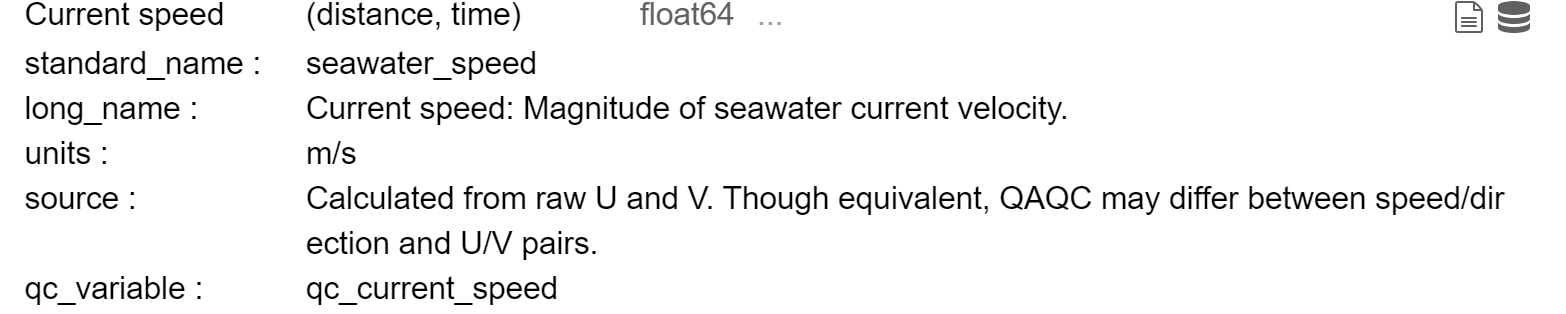 Current speed (distance, time) float64 ...
standard_name : seawater_speed
long_name : Current speed: Magnitude of seawater current velocity.
units : m/s
source : Calculated from raw U and V. Though equivalent, QAQC may differ between speed/dir
ection and U/V pairs.
qc_variable : qc_current_speed